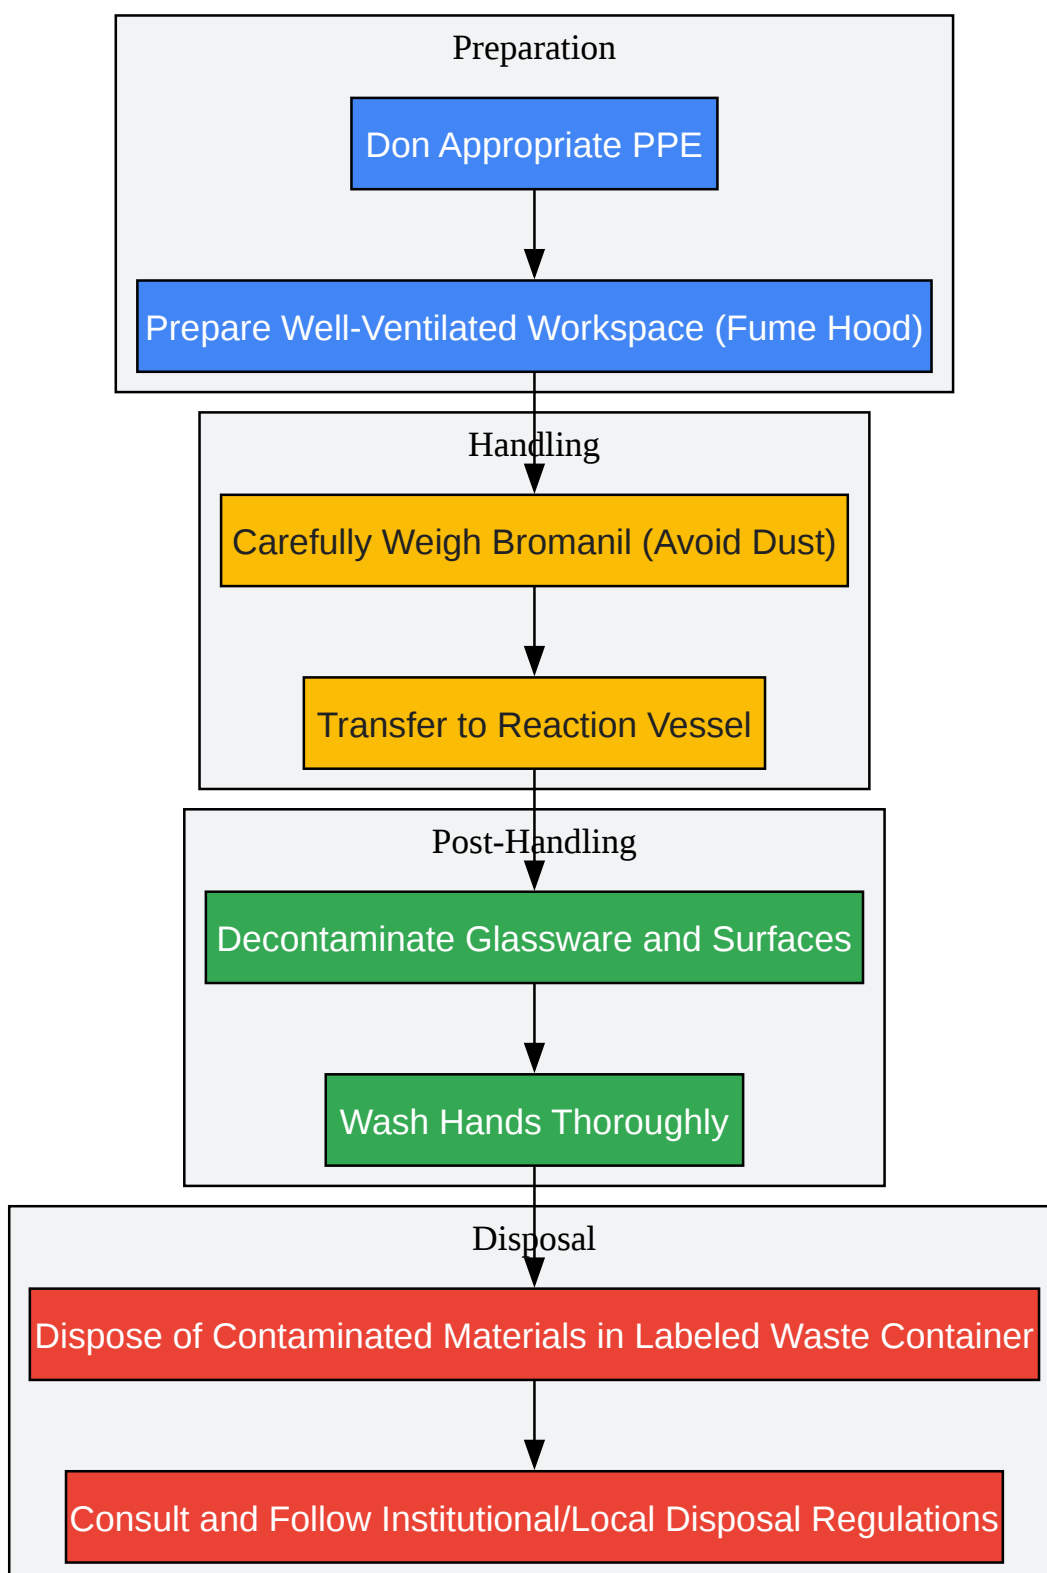 Preparation
Don Appropriate PPE
Prepare Well-Ventilated Workspace (Fume Hood)
Handling
Carefully Weigh Bromanil (Avoid Dust)
Transfer to Reaction Vessel
Post-Handling
Decontaminate Glassware and Surfaces
Wash Hands Thoroughly
Disposal
Dispose of Contaminated Materials in Labeled Waste Container
Consult and Follow Institutional/Local Disposal Regulations